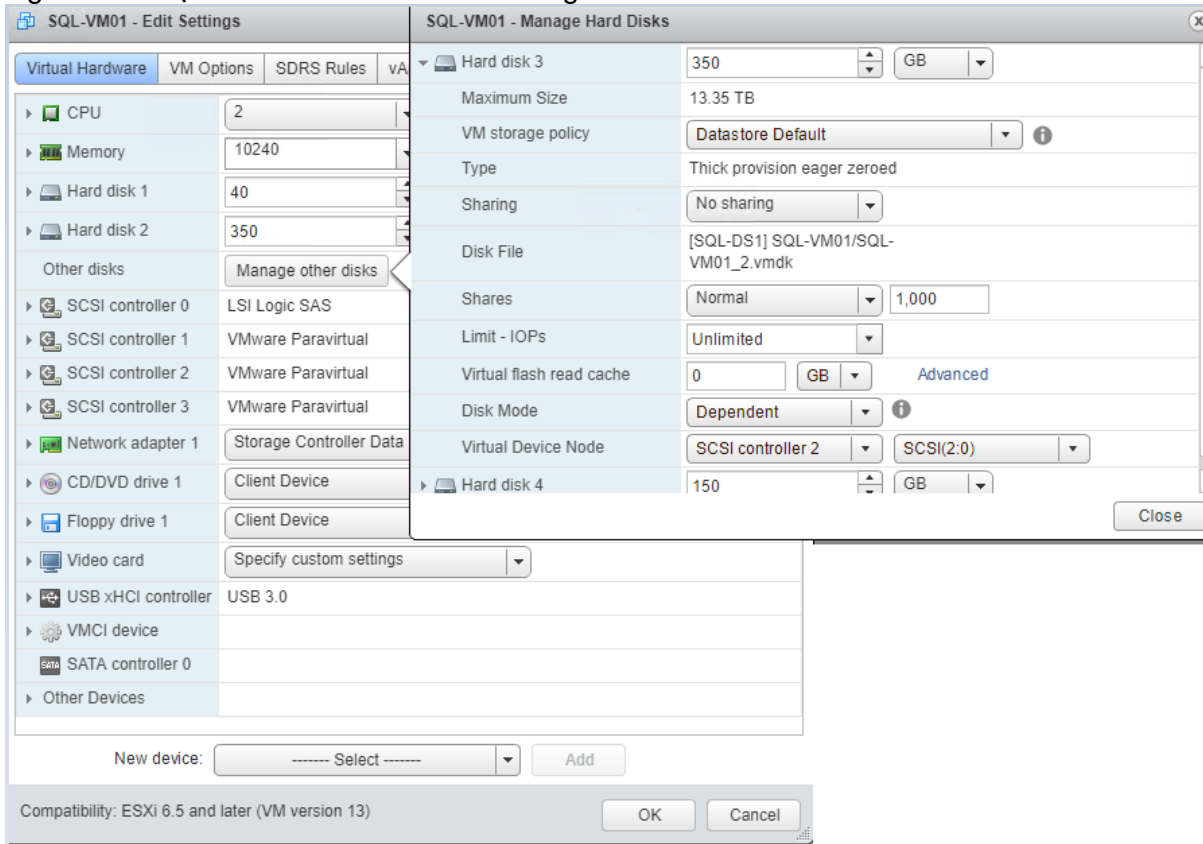 SQL-VM01 - Edit Settings
Virtual Hardware
VM Options
SDRS Rules
CPU
2
Memory
10240
Hard disk 1
40
Hard disk 2
350
Other disks
Manage other disks
SCSI controller 0
LSI Logic SAS
SCSI controller 1
VMware Paravirtual
SCSI controller 2
VMware Paravirtual
SCSI controller 3
VMware Paravirtual
Network adapter 1
Storage Controller Data
CD/DVD drive 1
Client Device
Floppy drive 1
Client Device
Video card
Specify custom settings
USB xHCI controller
USB 3.0
VMCI device
SATA controller 0
Other Devices
New device:
------- Select -------
Add
Compatibility: ESXi 6.5 and later (VM version 13)
OK
Cancel
SQL-VM01 - Manage Hard Disks
Hard disk 3
350
GB
Maximum Size
13.35 TB
VM storage policy
Datastore Default
Type
Thick provision eager zeroed
Sharing
No sharing
Disk File
[SQL-DS1] SQL-VM01/SQL-
VM01_2.vmdk
Shares
Normal
1,000
Limit - IOPs
Unlimited
Virtual flash read cache
0
GB
Advanced
Disk Mode
Dependent
Virtual Device Node
SCSI controller 2
SCSI(2:0)
Hard disk 4
150
GB
Close